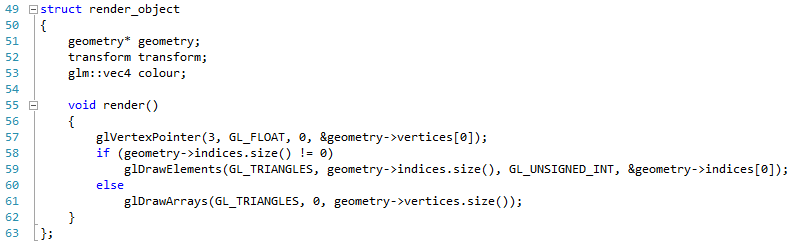 49 struct render_object
50 {
51     geometry* geometry;
52     transform transform;
53     glm::vec4 colour;
54
55     void render()
56     {
57         glVertexPointer(3, GL_FLOAT, 0, &geometry->vertices[0]);
58         if (geometry->indices.size() != 0)
59             glDrawElements(GL_TRIANGLES, geometry->indices.size(), GL_UNSIGNED_INT, &geometry->indices[0]);
60         else
61             glDrawArrays(GL_TRIANGLES, 0, geometry->vertices.size());
62     }
63 };